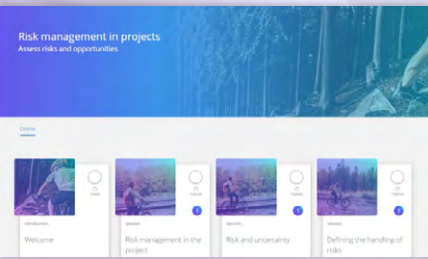 Risk management in projects
Assess risks and opportunities
Course
Welcome
Risk management in the
project
Risk and uncertainty
Defining the handling of
risks